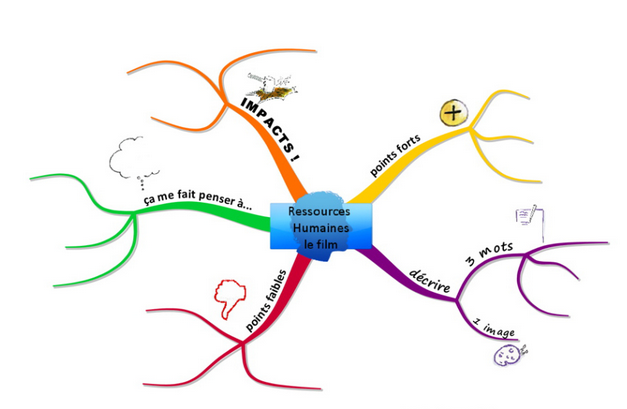 Ressources
Humaines
le film
IMPACTS !
points forts
ça me fait penser à...
points faibles
décrire
3 mots
1 image